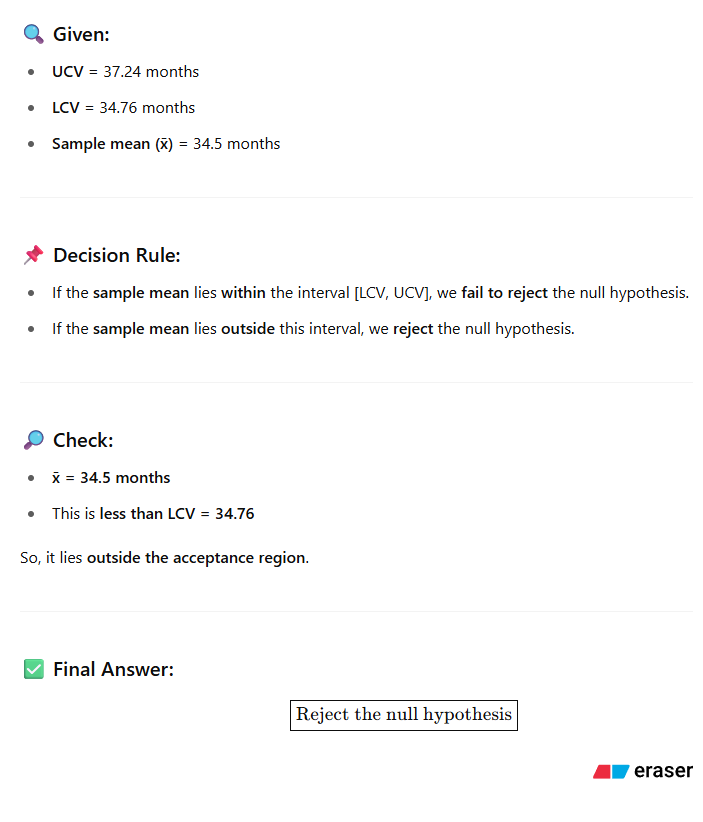 🔍 Given:
• UCV = 37.24 months
• LCV = 34.76 months
• Sample mean (x̄) = 34.5 months
📌 Decision Rule:
• If the sample mean lies within the interval [LCV, UCV], we fail to reject the null hypothesis.
• If the sample mean lies outside this interval, we reject the null hypothesis.
🔎 Check:
• x̄ = 34.5 months
• This is less than LCV = 34.76
So, it lies outside the acceptance region.
✅ Final Answer:
Reject the null hypothesis
eraser